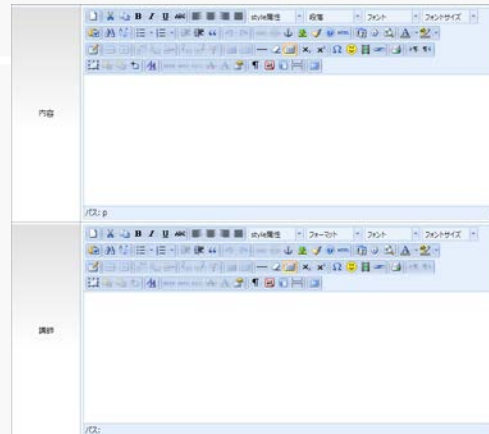 B I U ABC style属性 段落 フォント フォントサイズ
内容
パス: p
B I U ABC style属性 フォーマット フォント フォントサイズ
講師
パス: